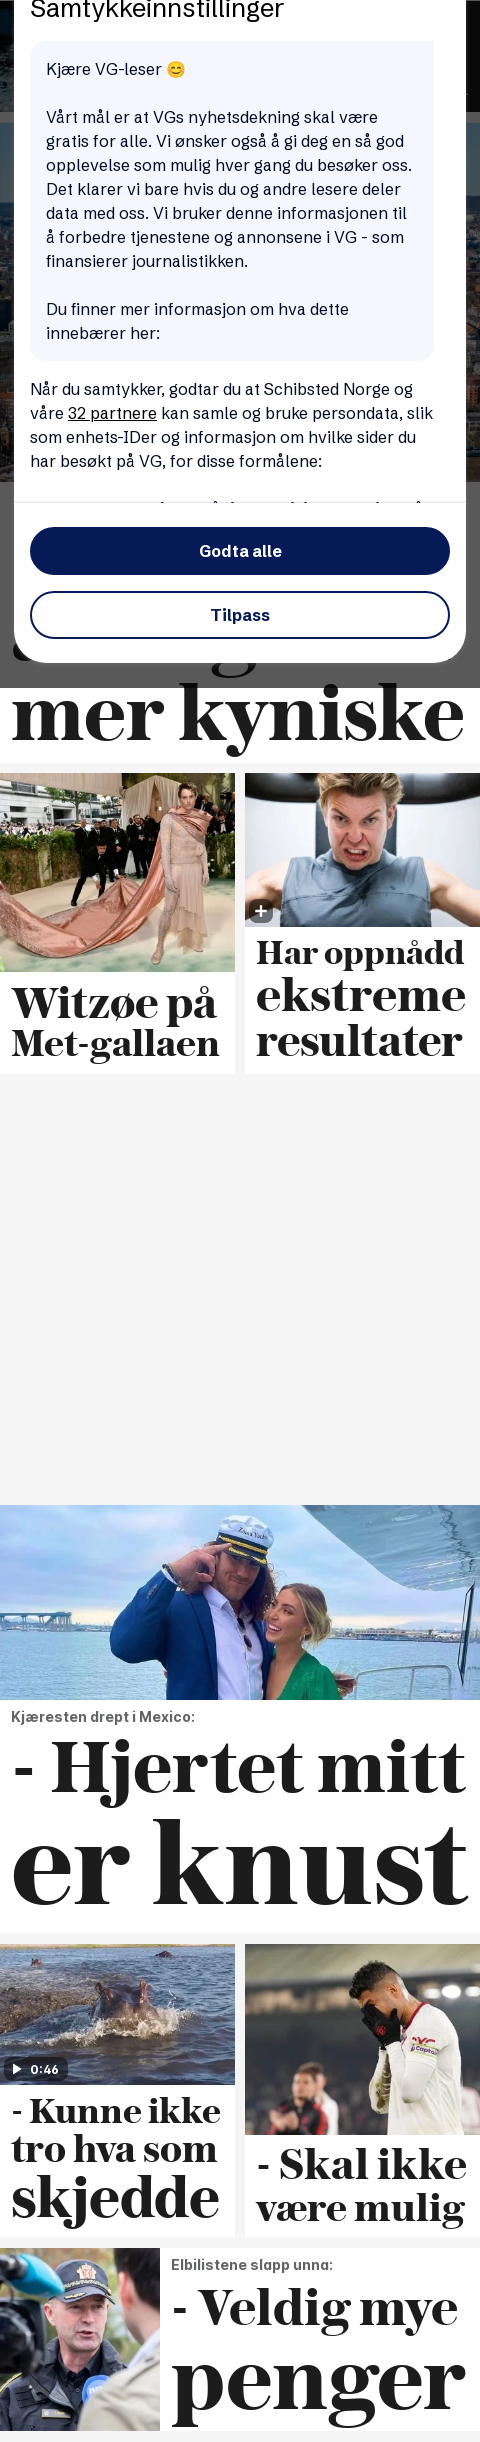 Samtykkeinnstillinger
Kjære VG-leser 😊
Vårt mål er at VGs nyhetsdekning skal være
gratis for alle. Vi ønsker også å gi deg en så god
opplevelse som mulig hver gang du besøker oss.
Det klarer vi bare hvis du og andre lesere deler
data med oss. Vi bruker denne informasjonen til
å forbedre tjenestene og annonsene i VG - som
finansierer journalistikken.
Du finner mer informasjon om hva dette
innebærer her:
Når du samtykker, godtar du at Schibsted Norge og
våre 32 partnere kan samle og bruke persondata, slik
som enhets-IDer og informasjon om hvilke sider du
har besøkt på VG, for disse formålene:
Godta alle
Tilpass
mer kyniske
Witzøe på
Met-gallaen
Har oppnådd
ekstreme
resultater
Kjæresten drept i Mexico:
- Hjertet mitt
er knust
0:46
- Kunne ikke
tro hva som
skjedde
- Skal ikke
være mulig
Elbilistene slapp unna:
- Veldig mye
penger